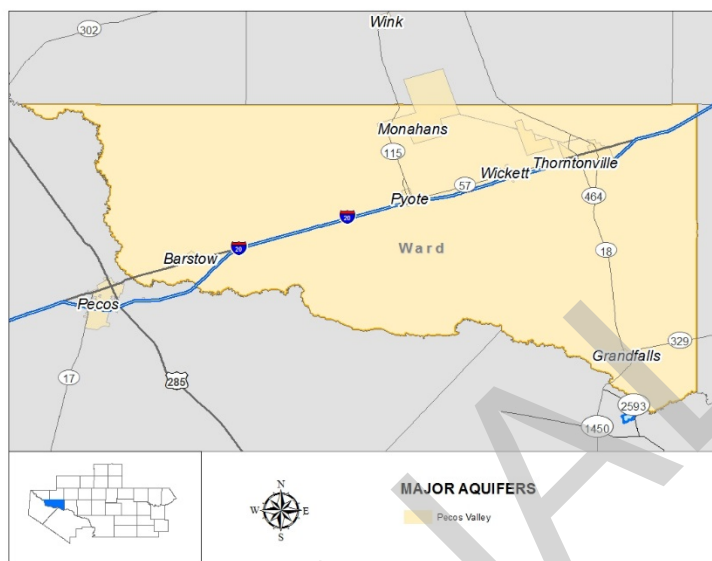 Wink
302
Monahans
115
Thorntonville
Wickett
57
464
Pyote
20
Ward
18
20
Barstow
Pecos
329
Grandfalls
17
285
2593
1450
N
W E
S
MAJOR AQUIFERS
Pecos Valley